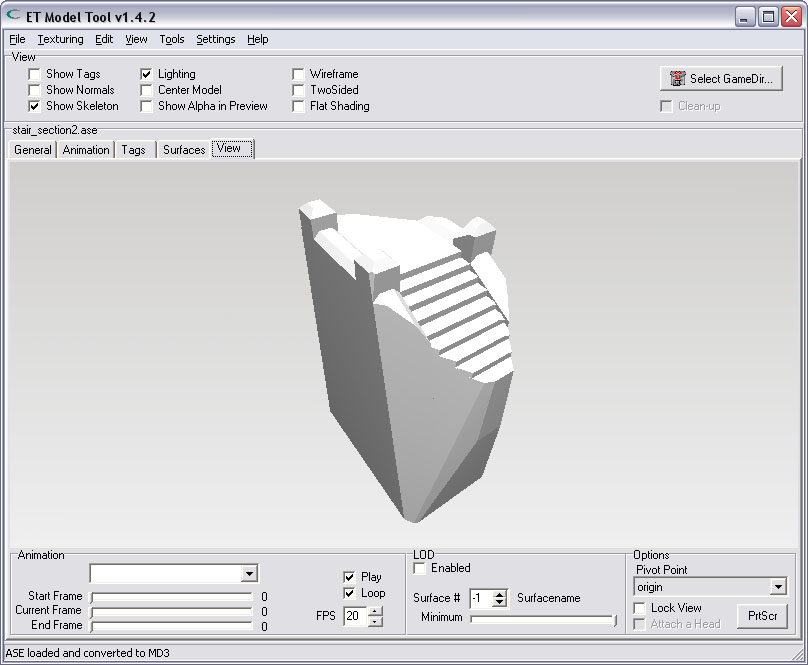 ET Model Tool v1.4.2
File Texturing Edit View Tools Settings Help
View
Show Tags Lighting Wireframe
Show Normals Center Model TwoSided
Show Skeleton Show Alpha in Preview Flat Shading
Select GameDir...
Clean-up
stair_section2.ase
General Animation Tags Surfaces View
Animation
Play
Loop
Start Frame 0
Current Frame 0
End Frame 0
FPS 20
LOD
Enabled
Surface # -1 Surfacename
Minimum
Options
Pivot Point
origin
Lock View
Attach a Head
PrtScr
ASE loaded and converted to MD3